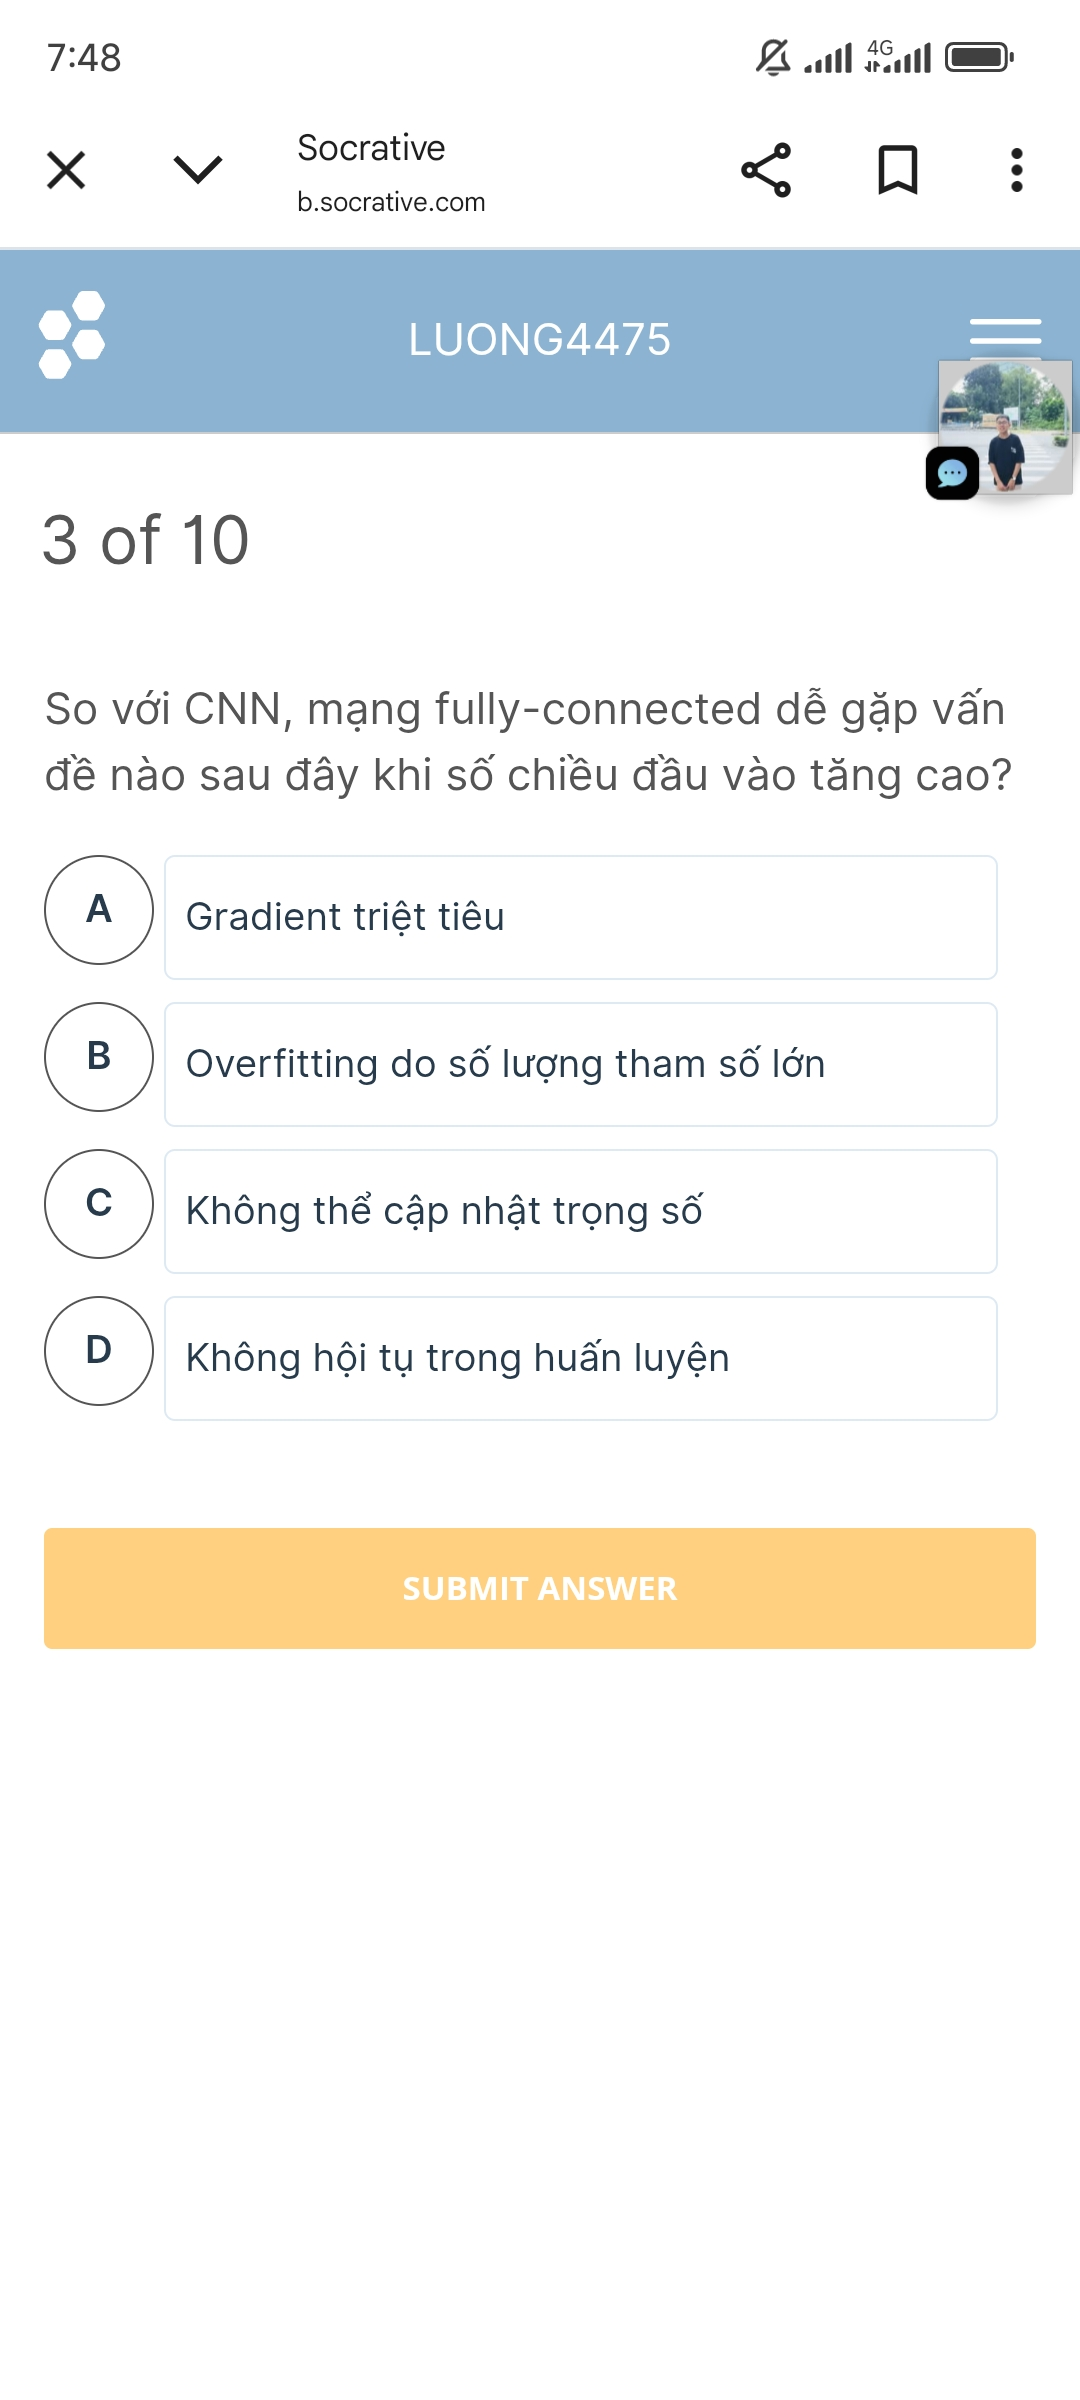 7:48
4G
Socrative
b.socrative.com
LUONG4475
3 of 10
So với CNN, mạng fully-connected dễ gặp vấn
đề nào sau đây khi số chiều đầu vào tăng cao?
A
Gradient triệt tiêu
B
Overfitting do số lượng tham số lớn
C
Không thể cập nhật trọng số
D
Không hội tụ trong huấn luyện
SUBMIT ANSWER